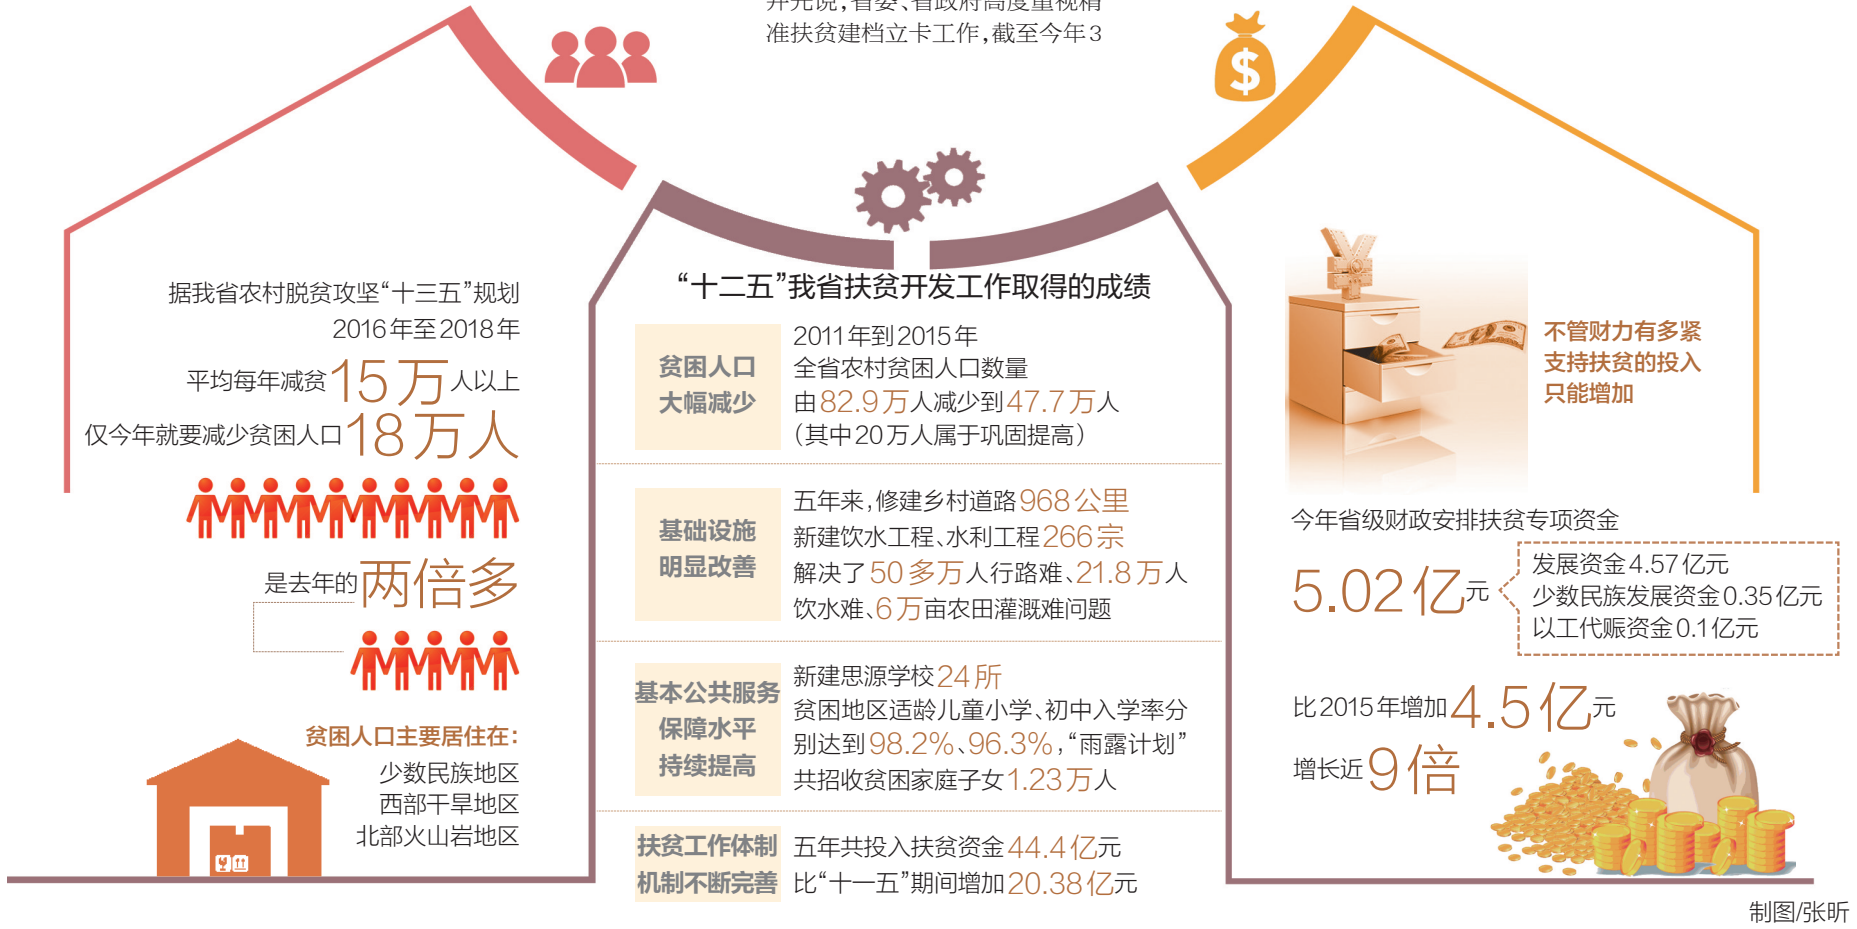 准扶贫建档立卡工作,截至今年3
据我省农村脱贫攻坚“十三五”规划
2016年至2018年
平均每年减贫15万人以上
仅今年就要减少贫困人口18万人
是去年的两倍多
贫困人口主要居住在:
少数民族地区
西部干旱地区
北部火山岩地区
“十二五”我省扶贫开发工作取得的成绩
贫困人口
大幅减少
2011年到2015年
全省农村贫困人口数量
由82.9万人减少到47.7万人
(其中20万人属于巩固提高)
基础设施
明显改善
五年来,修建乡村道路968公里
新建饮水工程、水利工程266宗
解决了50多万人行路难、21.8万人
饮水难、6万亩农田灌溉难问题
基本公共服务
保障水平
持续提高
新建思源学校24所
贫困地区适龄儿童小学、初中入学率分
别达到98.2%、96.3%,“雨露计划”
共招收贫困家庭子女1.23万人
扶贫工作体制
机制不断完善
五年共投入扶贫资金44.4亿元
比“十一五”期间增加20.38亿元
$
¥
不管财力有多紧
支持扶贫的投入
只能增加
今年省级财政安排扶贫专项资金
5.02亿元
发展资金4.57亿元
少数民族发展资金0.35亿元
以工代赈资金0.1亿元
比2015年增加4.5亿元
增长近9倍
制图/张昕